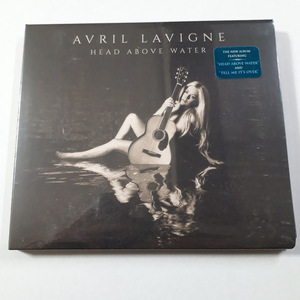 AVRIL LAVIGNE
HEAD ABOVE WATER
THE NEW ALBUM
FEATURING
"HEAD ABOVE WATER"
AND
"TELL ME IT'S OVER"